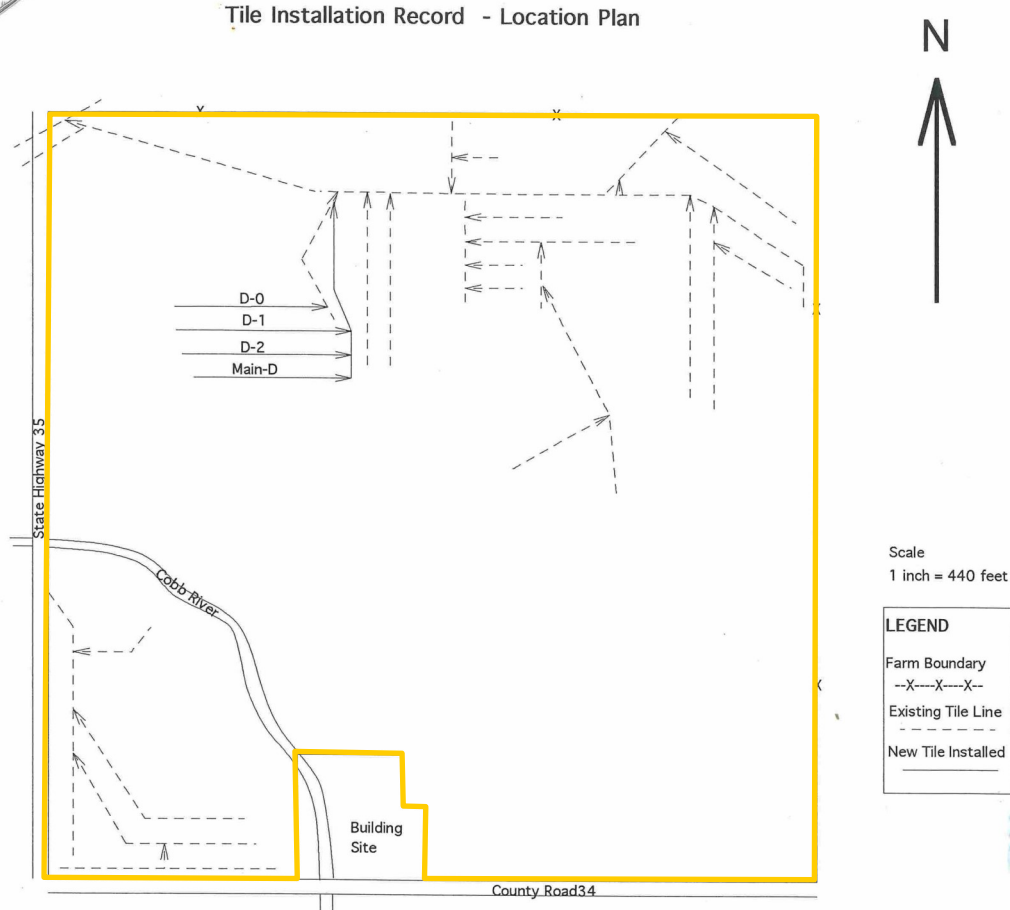 Tile Installation Record - Location Plan
N
X
X
D-0
D-1
X
D-2
Main-D
State Highway 35
Scale
1 inch = 440 feet
Cobb River
LEGEND
Farm Boundary
--X----X----X--
X
Existing Tile Line
New Tile Installed
Building
Site
County Road34